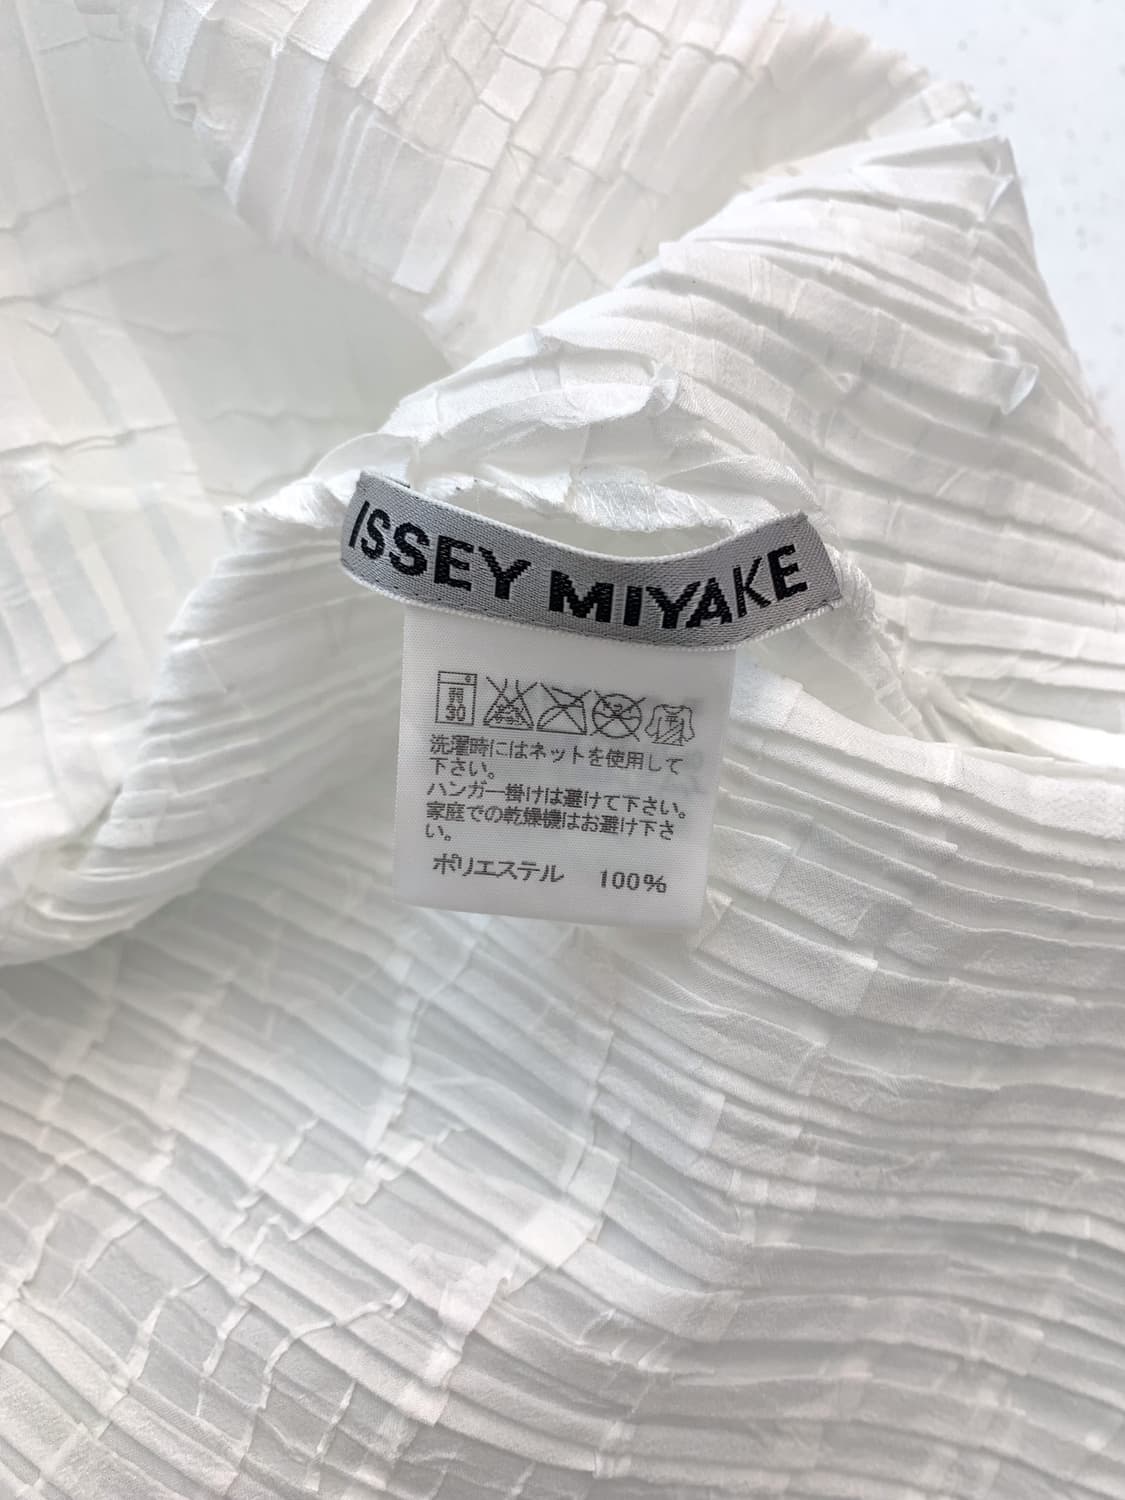 ISSEY MIYAKE
弱
30
洗濯時にはネットを使用して
下さい。
ハンガー掛けは避けて下さい。
家庭での乾燥機はお避け下さ
い。
ポリエステル 100%